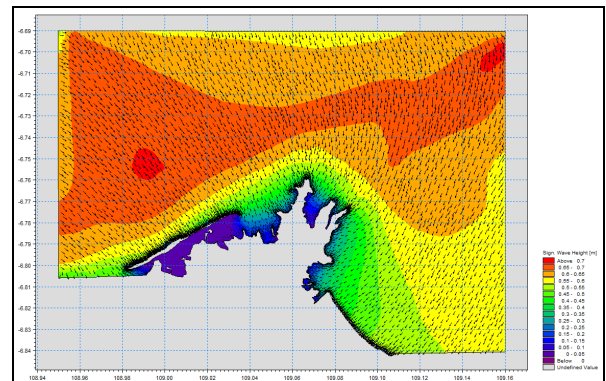 -6.69
-6.70
-6.71
-6.72
-6.73
-6.74
-6.75
-6.76
-6.77
-6.78
-6.79
-6.80
-6.81
-6.82
-6.83
-6.84
108.94 108.96 108.98 109.00 109.02 109.04 109.06 109.08 109.10 109.12 109.14 109.16
Sign. Wave Height [m]
Above 0.7
0.65 - 0.7
0.6 - 0.65
0.55 - 0.6
0.5 - 0.55
0.45 - 0.5
0.4 - 0.45
0.35 - 0.4
0.3 - 0.35
0.25 - 0.3
0.2 - 0.25
0.15 - 0.2
0.1 - 0.15
0.05 - 0.1
0 - 0.05
Below 0
Undefined Value